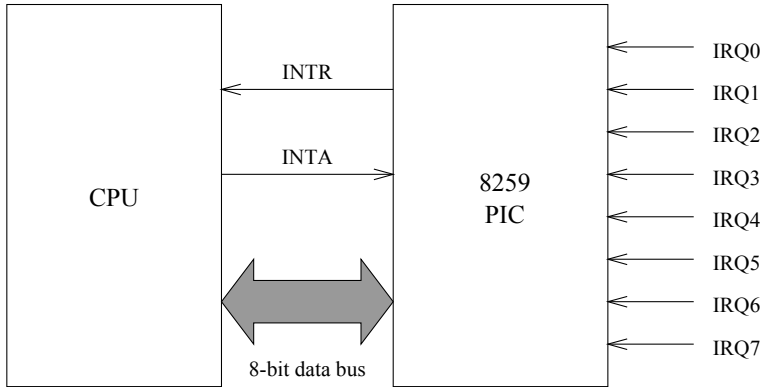 INTR
INTA
CPU
8259
PIC
8-bit data bus
IRQ0
IRQ1
IRQ2
IRQ3
IRQ4
IRQ5
IRQ6
IRQ7